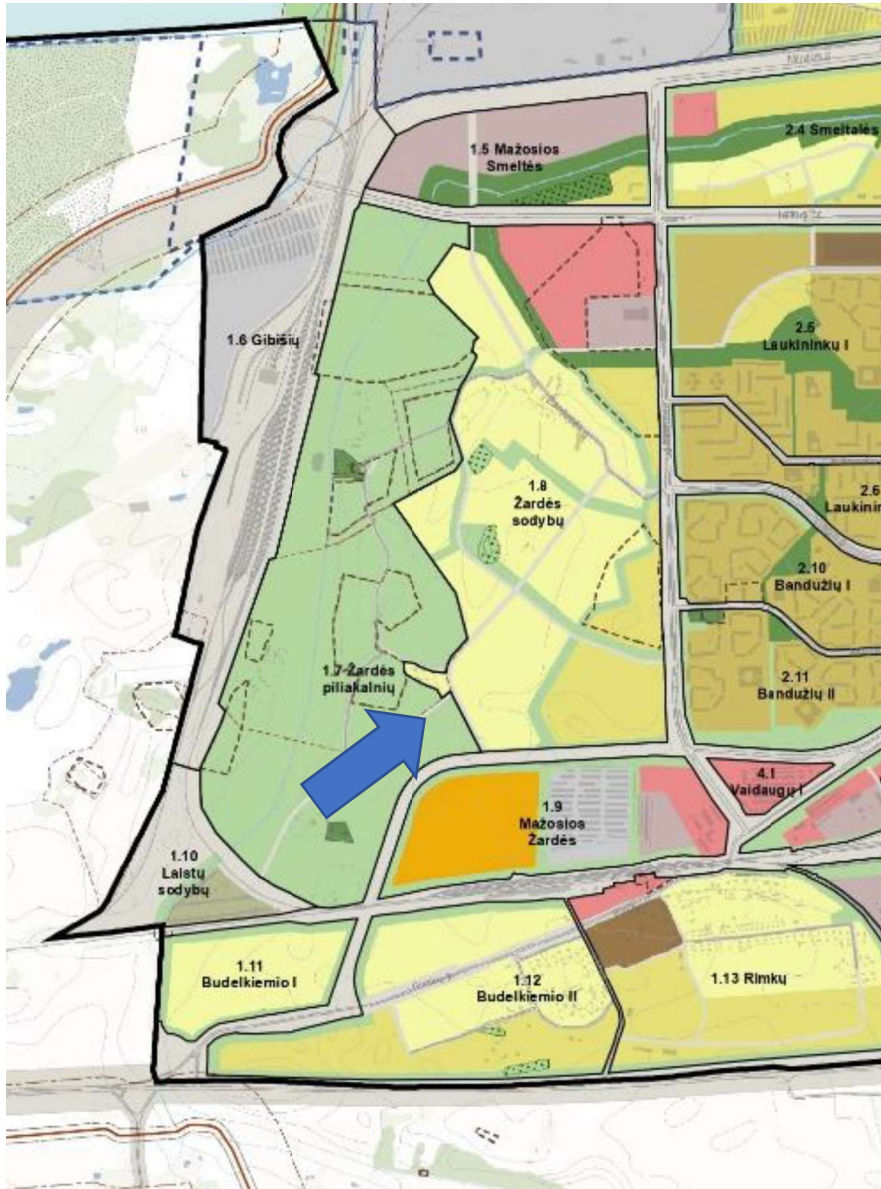 1.5 Mažosios
Smeltės
2.4 Smeltalės
1.6 Gibišių
2.5
Laukininkų I
1.8
Žardės
sodybų
2.6
2.10
Bandužių I
1.7 Žardės
piliakalnių
2.11
Bandužių II
4.1
Vaidaugų I
1.9
Mažosios
Žardės
1.10
Laistų
sodybų
1.11
Budelkiemio I
1.12
Budelkiemio II
1.13 Rimkų